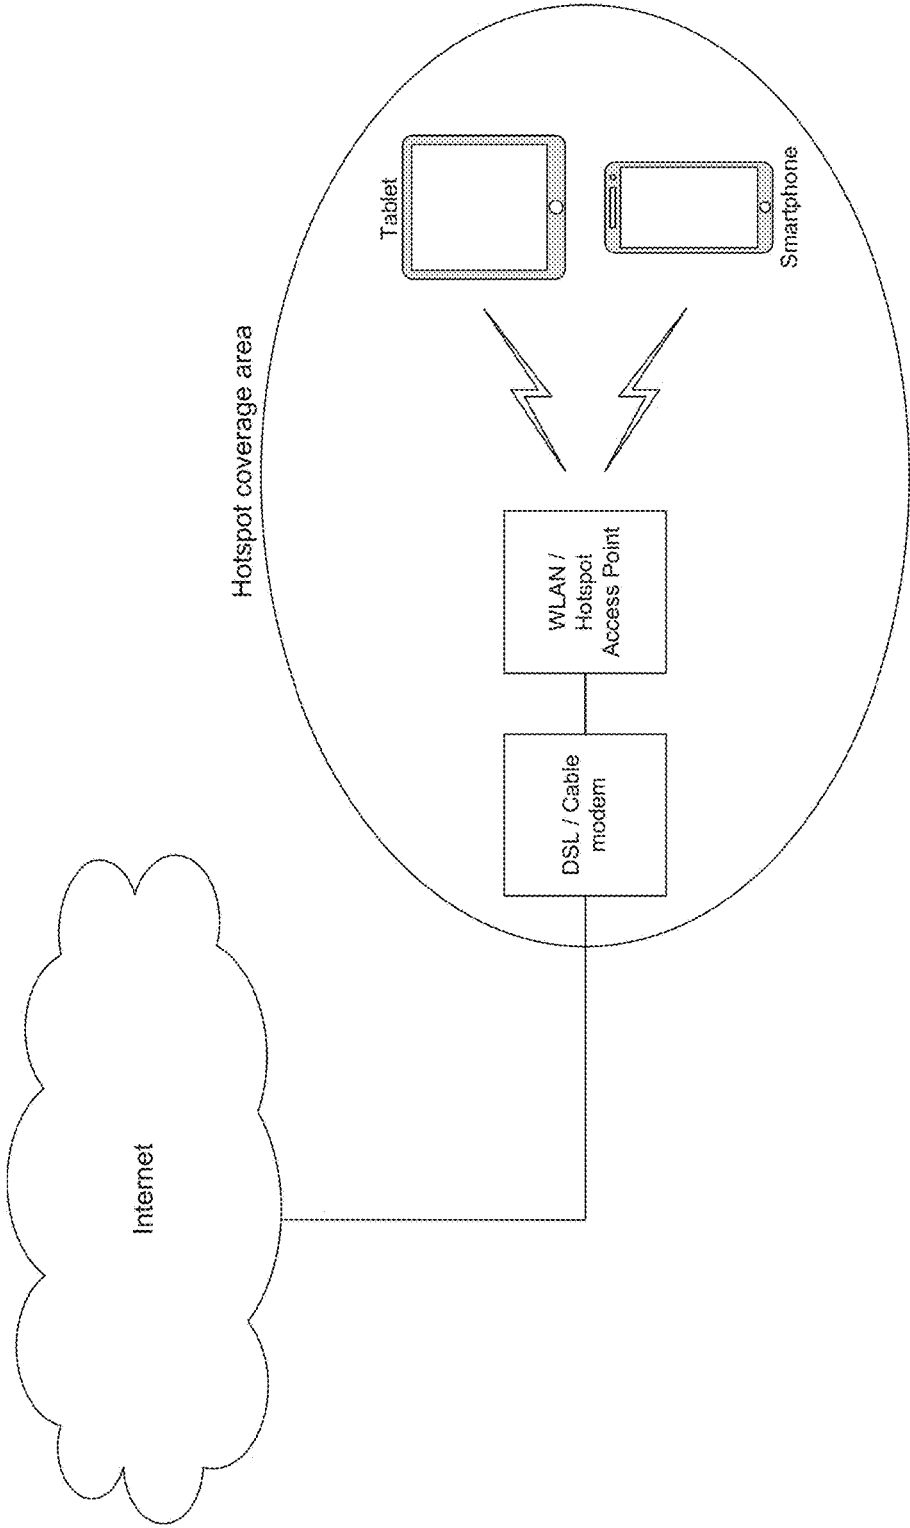 Internet
Hotspot coverage area
DSL / Cable
modem
WLAN /
Hotspot
Access Point
Tablet
Smartphone